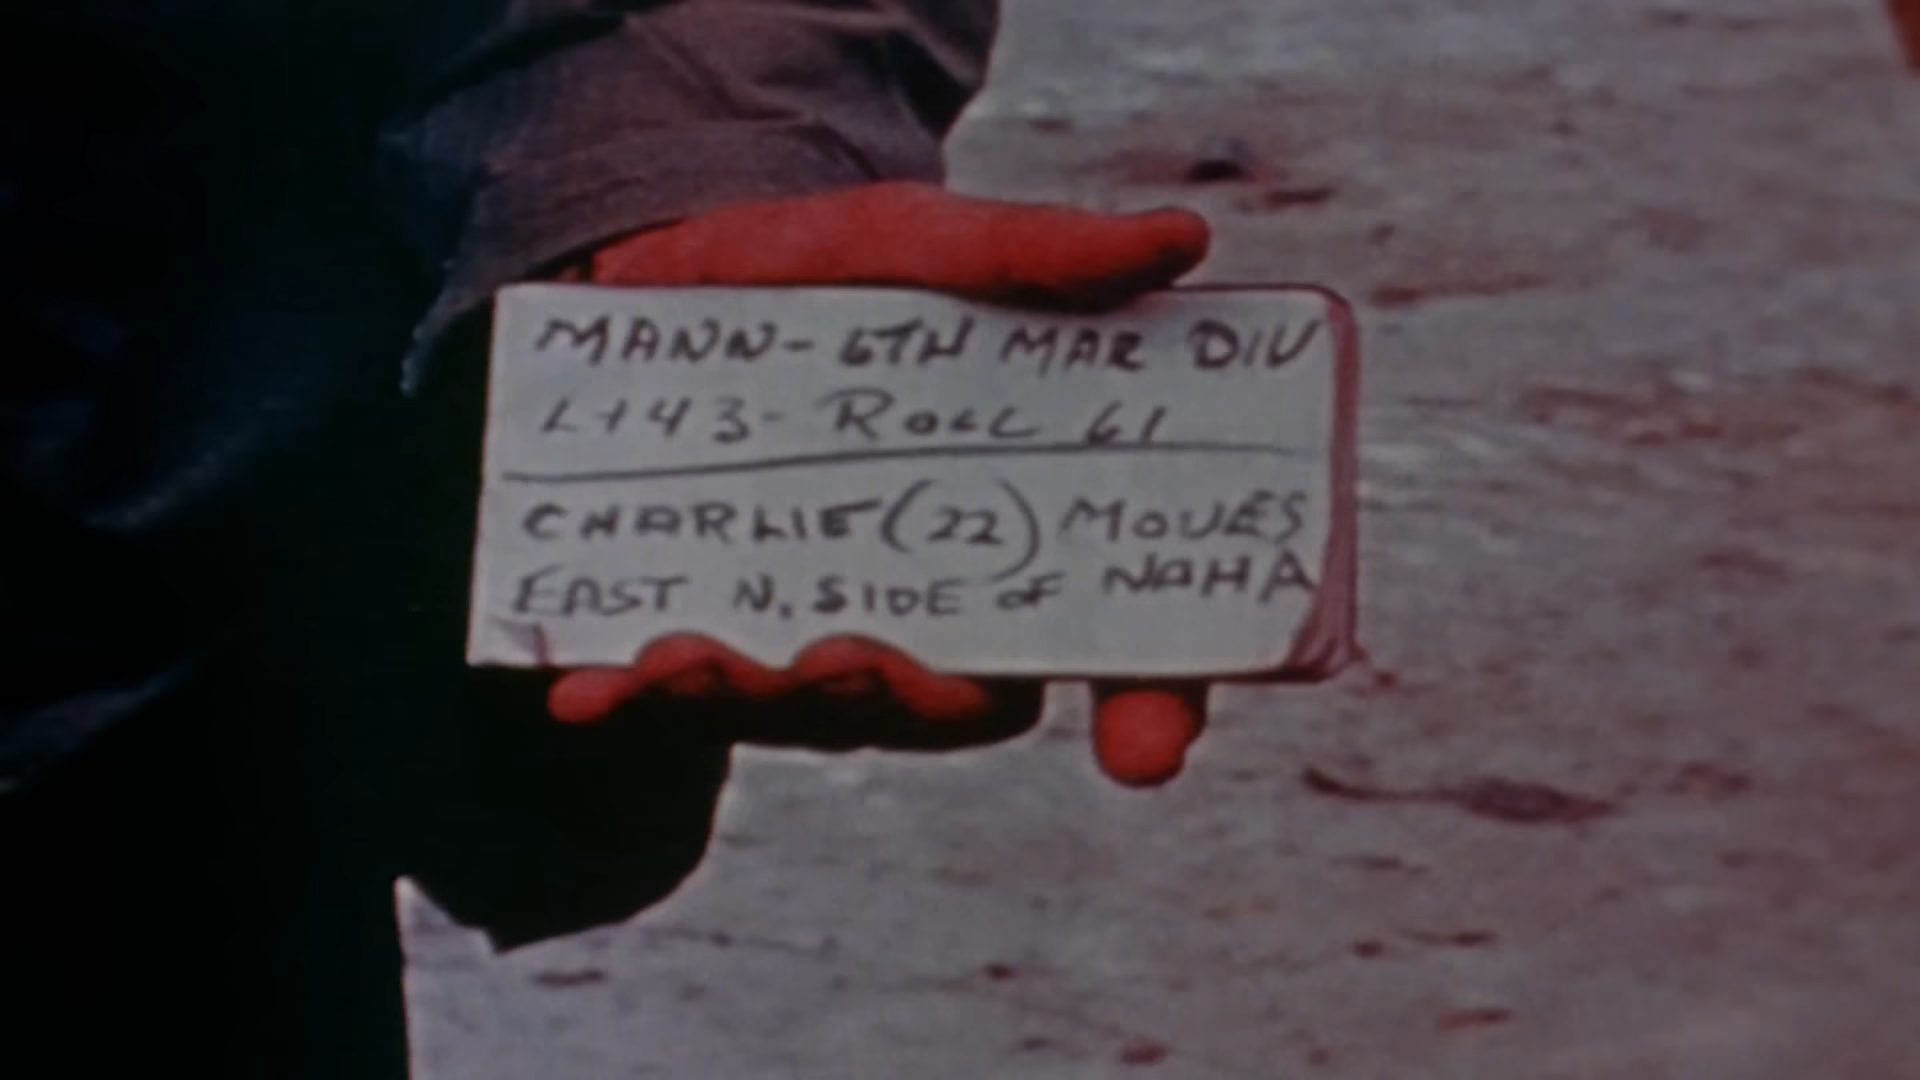 MANN- 6TH MAR DIV
L+43- ROLL 61
CHARLIE (22) MOVES
EAST N. SIDE OF NAHA